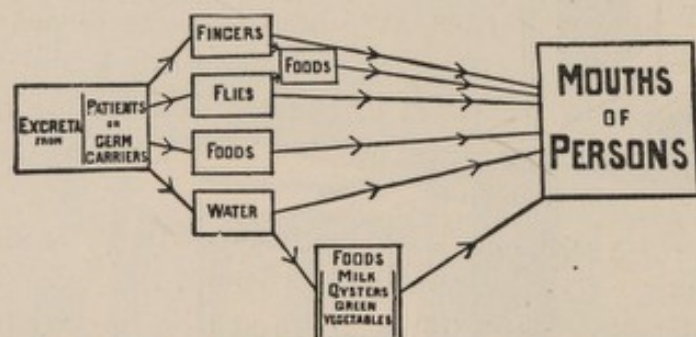 EXCRETA
FROM
PATIENTS
OR
GERM
CARRIERS
FINGERS
FOODS
FLIES
FOODS
WATER
FOODS
MILK
OYSTERS
GREEN
VEGETABLES
MOUTHS
OF
PERSONS